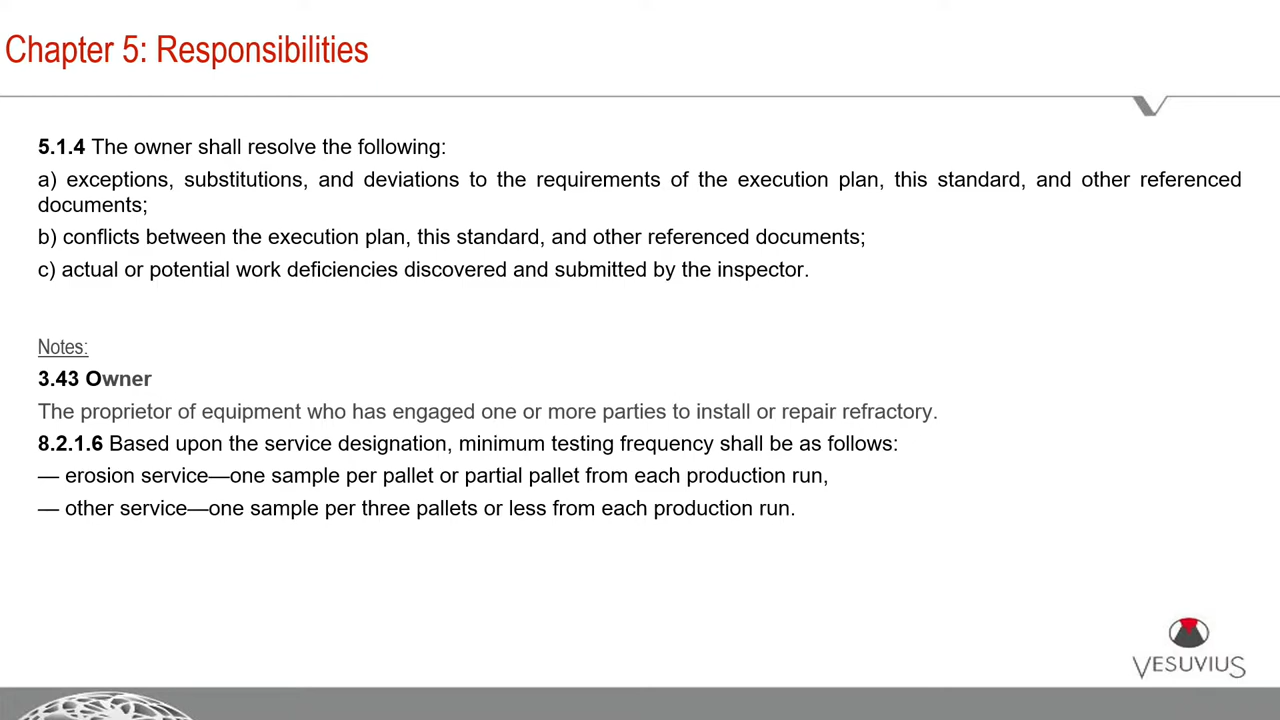 Chapter 5: Responsibilities
5.1.4 The owner shall resolve the following:
a) exceptions, substitutions, and deviations to the requirements of the execution plan, this standard, and other referenced
documents;
b) conflicts between the execution plan, this standard, and other referenced documents;
c) actual or potential work deficiencies discovered and submitted by the inspector.
Notes:
3.43 Owner
The proprietor of equipment who has engaged one or more parties to install or repair refractory.
8.2.1.6 Based upon the service designation, minimum testing frequency shall be as follows:
— erosion service—one sample per pallet or partial pallet from each production run,
— other service—one sample per three pallets or less from each production run.
VESUVIUS